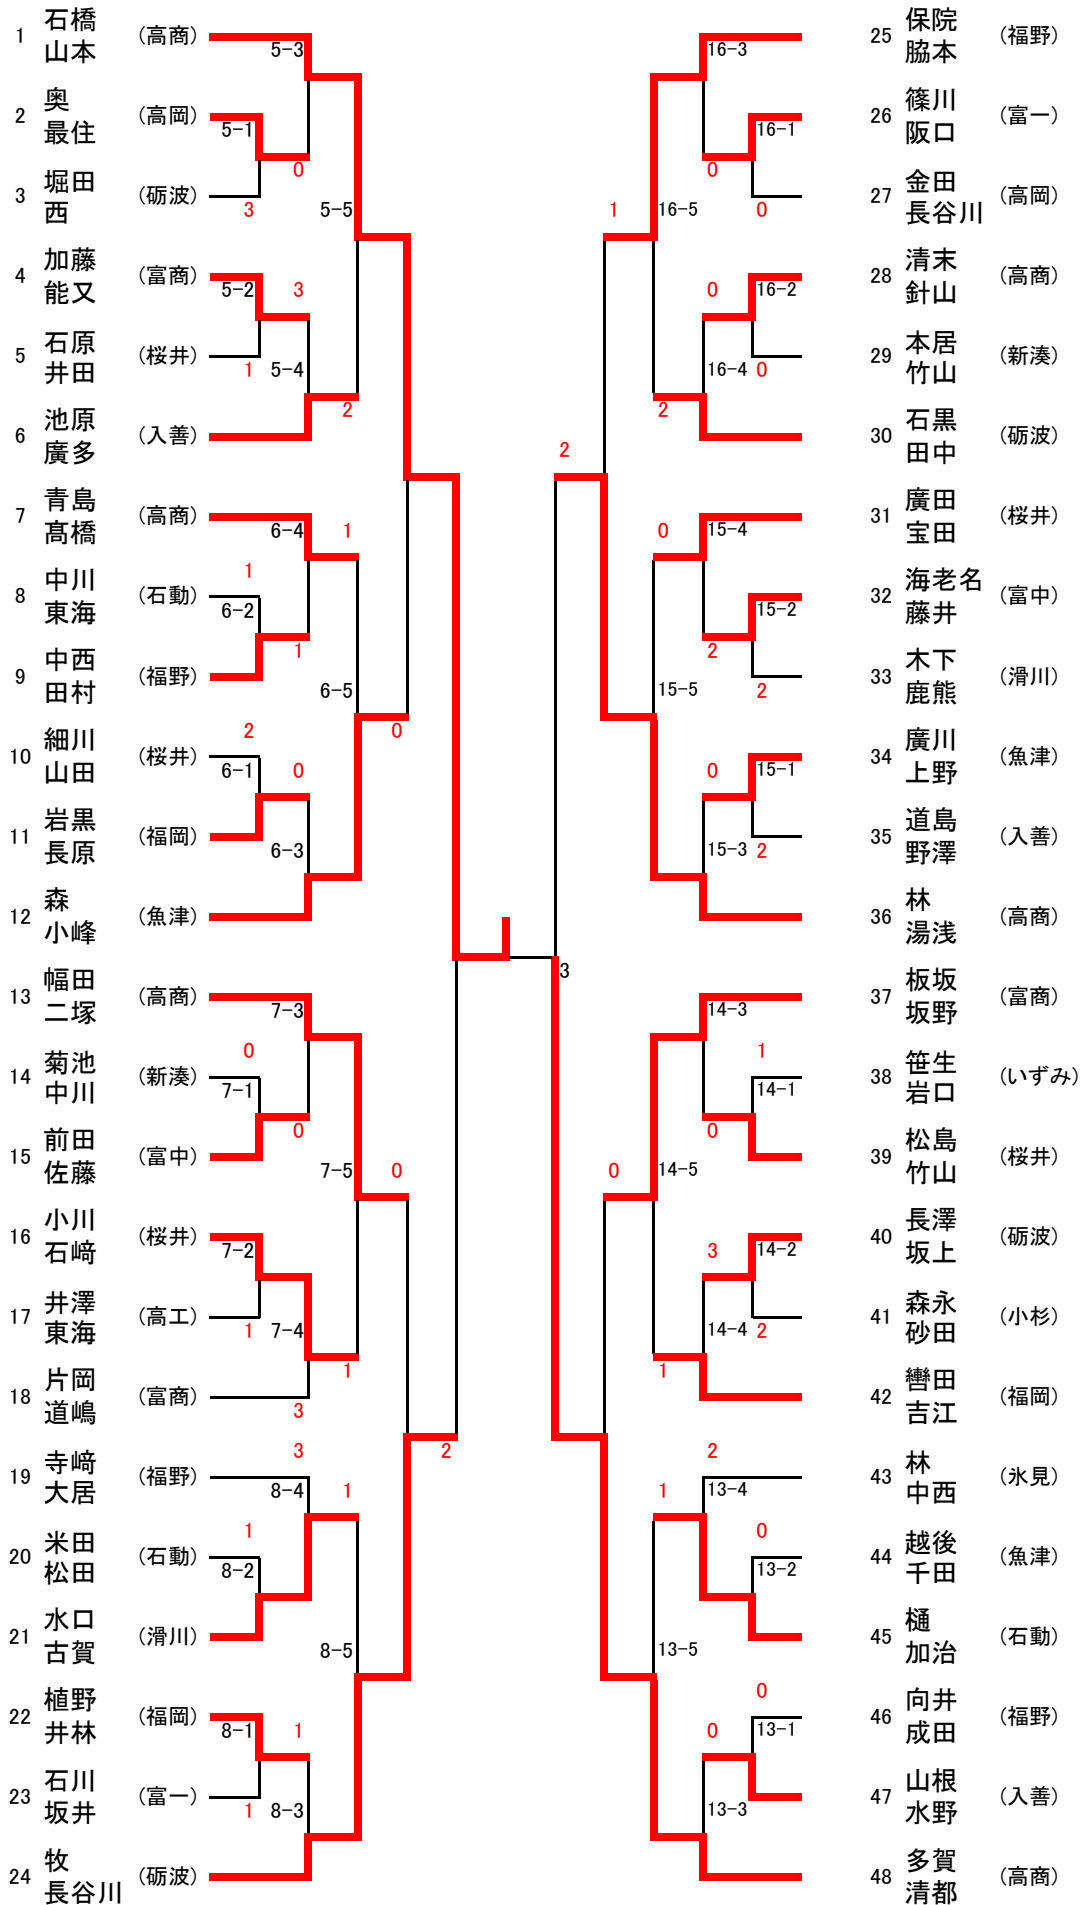 1 石橋 山本 (高商)
5-3
2 奥 最住 (高岡)
5-1
0
3 堀田 西 (砺波)
3
5-5
4 加藤 能又 (富商)
5-2
3
5 石原 井田 (桜井)
1
5-4
2
6 池原 廣多 (入善)
7 青島 髙橋 (高商)
6-4
1
8 中川 東海 (石動)
1
6-2
1
9 中西 田村 (福野)
6-5
0
10 細川 山田 (桜井)
2
6-1
0
11 岩黒 長原 (福岡)
6-3
12 森 小峰 (魚津)
13 幅田 二塚 (高商)
7-3
14 菊池 中川 (新湊)
0
7-1
0
15 前田 佐藤 (富中)
7-5
0
16 小川 石﨑 (桜井)
7-2
17 井澤 東海 (高工)
1
7-4
1
18 片岡 道嶋 (富商)
3
2
19 寺﨑 大居 (福野)
3
8-4
1
20 米田 松田 (石動)
1
8-2
21 水口 古賀 (滑川)
8-5
22 植野 井林 (福岡)
8-1
1
23 石川 坂井 (富一)
1
8-3
24 牧 長谷川 (砺波)
25 保院 脇本 (福野)
16-3
26 篠川 阪口 (富一)
16-1
0
27 金田 長谷川 (高岡)
0
16-5
1
28 清末 針山 (高商)
16-2
0
29 本居 竹山 (新湊)
0
16-4
2
30 石黒 田中 (砺波)
2
31 廣田 宝田 (桜井)
15-4
0
32 海老名 藤井 (富中)
15-2
2
33 木下 鹿熊 (滑川)
2
15-5
34 廣川 上野 (魚津)
15-1
0
35 道島 野澤 (入善)
2
15-3
36 林 湯浅 (高商)
3
37 板坂 坂野 (富商)
14-3
38 笹生 岩口 (いずみ)
1
14-1
0
39 松島 竹山 (桜井)
14-5
0
40 長澤 坂上 (砺波)
14-2
3
41 森永 砂田 (小杉)
2
14-4
1
42 轡田 吉江 (福岡)
43 林 中西 (氷見)
2
13-4
1
44 越後 千田 (魚津)
0
13-2
45 樋 加治 (石動)
13-5
46 向井 成田 (福野)
0
13-1
0
47 山根 水野 (入善)
13-3
48 多賀 清都 (高商)